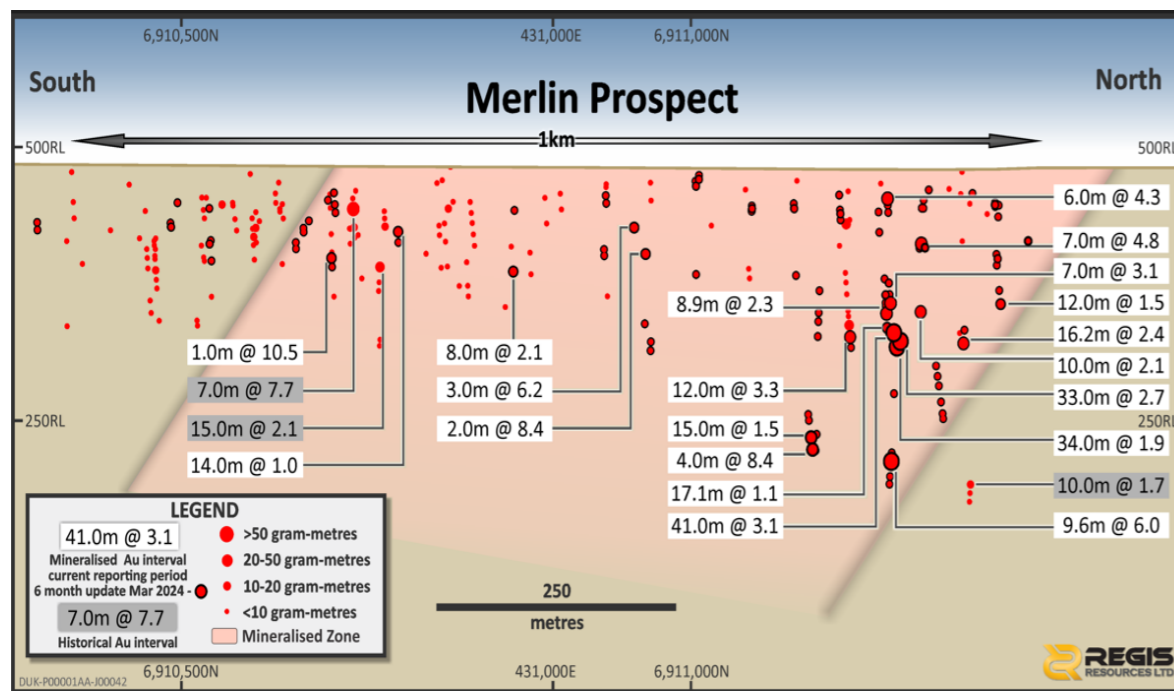 6,910,500N
431,000E
6,911,000N
South
Merlin Prospect
North
1km
500RL
500RL
6.0m @ 4.3
7.0m @ 4.8
7.0m @ 3.1
8.9m @ 2.3
12.0m @ 1.5
16.2m @ 2.4
1.0m @ 10.5
8.0m @ 2.1
10.0m @ 2.1
7.0m @ 7.7
3.0m @ 6.2
12.0m @ 3.3
33.0m @ 2.7
250RL
250RL
15.0m @ 2.1
2.0m @ 8.4
15.0m @ 1.5
34.0m @ 1.9
14.0m @ 1.0
4.0m @ 8.4
17.1m @ 1.1
10.0m @ 1.7
41.0m @ 3.1
9.6m @ 6.0
LEGEND
41.0m @ 3.1
Mineralised Au interval
current reporting period
6 month update Mar 2024 -
7.0m @ 7.7
Historical Au interval
>50 gram-metres
20-50 gram-metres
10-20 gram-metres
<10 gram-metres
Mineralised Zone
250
metres
REGIS
RESOURCES LTD
6,910,500N
431,000E
6,911,000N
DUK-P00001AA-J00042